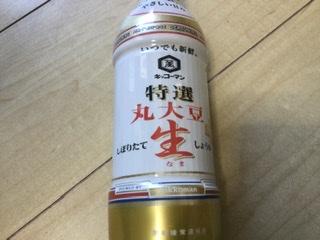 いつでも新鮮®
キッコーマン
特選
丸大豆
しぼりたて
生
なま
しょうゆ